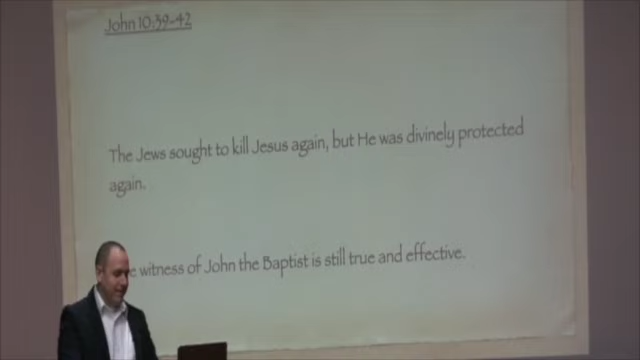 John 10:39-42
The Jews sought to kill Jesus again, but He was divinely protected
again.
witness of John the Baptist is still true and effective.